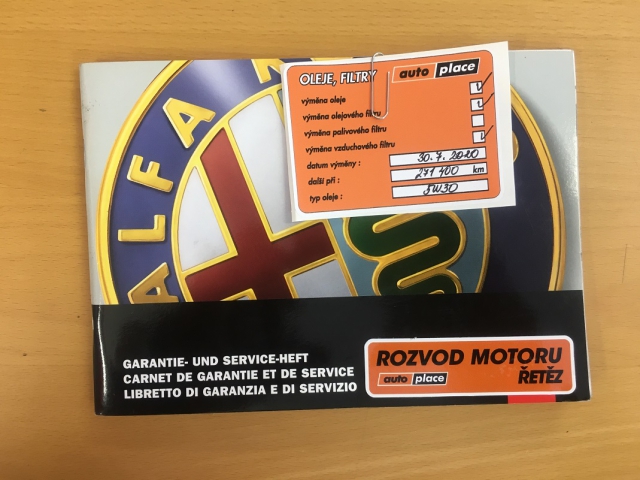 ALFA
OLEJE, FILTRY
auto place
výměna oleje
výměna olejového filtru
výměna palivového filtru
výměna vzduchového filtru
datum výměny : 30.7.2020
další při : 271 400 km
typ oleje : 5W30
GARANTIE- UND SERVICE-HEFT
CARNET DE GARANTIE ET DE SERVICE
LIBRETTO DI GARANZIA E DI SERVIZIO
ROZVOD MOTORU
auto place
ŘETĚZ